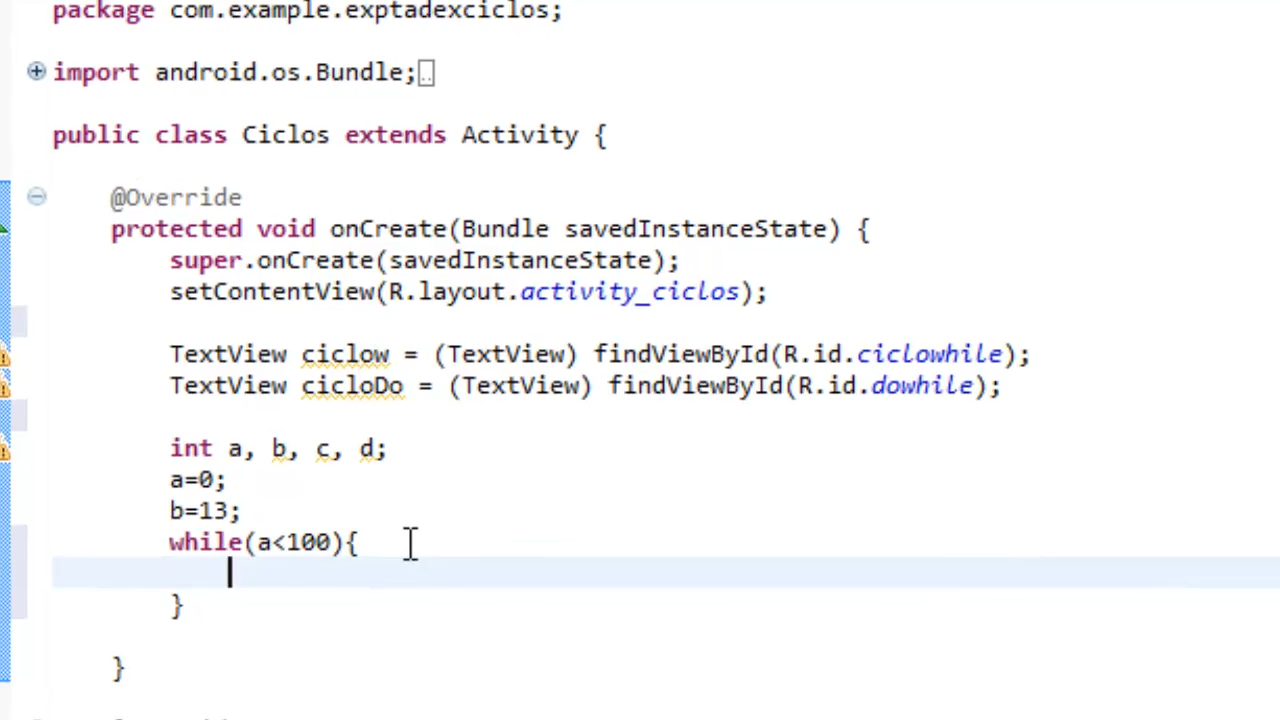 package com.example.exptadexciclos;
import android.os.Bundle;
public class Ciclos extends Activity {
@Override
protected void onCreate(Bundle savedInstanceState) {
super.onCreate(savedInstanceState);
setContentView(R.layout.activity_ciclos);
TextView ciclow = (TextView) findViewById(R.id.ciclowhile);
TextView cicloDo = (TextView) findViewById(R.id.dowhile);
int a, b, c, d;
a=0;
b=13;
while(a<100){
}
}